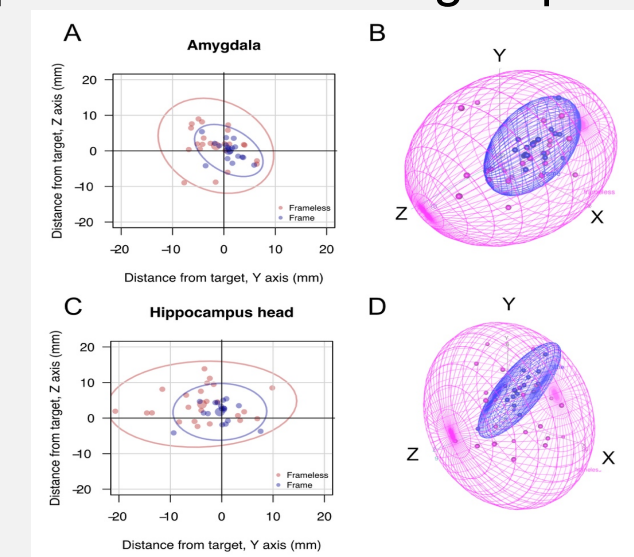 A
Amygdala
Distance from target, Z axis (mm)
20
10
0
-10
-20
Frameless
Frame
-20
-10
0
10
20
Distance from target, Y axis (mm)
B
Y
Z
X
C
Hippocampus head
Distance from target, Z axis (mm)
20
10
0
-10
-20
Frameless
Frame
-20
-10
0
10
20
Distance from target, Y axis (mm)
D
Y
Z
X